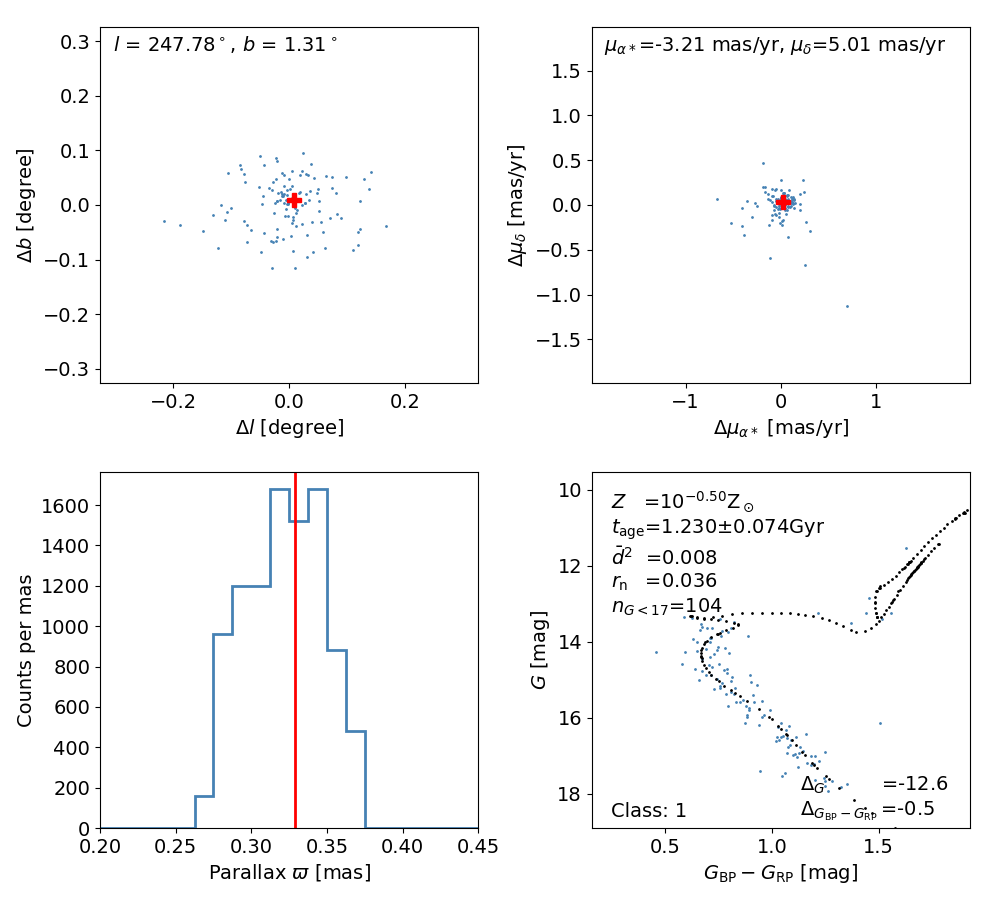 l = 247.78°, b = 1.31°
0.3
0.2
0.1
0.0
−0.1
−0.2
−0.3
Δb [degree]
−0.2 0.0 0.2
Δl [degree]
μα∗=-3.21 mas/yr, μδ=5.01 mas/yr
1.5
1.0
0.5
0.0
−0.5
−1.0
−1.5
Δμδ [mas/yr]
−1 0 1
Δμα∗ [mas/yr]
1600
1400
1200
1000
800
600
400
200
0
Counts per mas
0.20 0.25 0.30 0.35 0.40 0.45
Parallax ϖ [mas]
Z =10−0.50Z⊙
tage=1.230±0.074Gyr
d̄2 =0.008
rn =0.036
nG<17=104
10
12
14
16
18
G [mag]
ΔG =-12.6
ΔGBP−GRP=-0.5
Class: 1
0.5 1.0 1.5
GBP − GRP [mag]